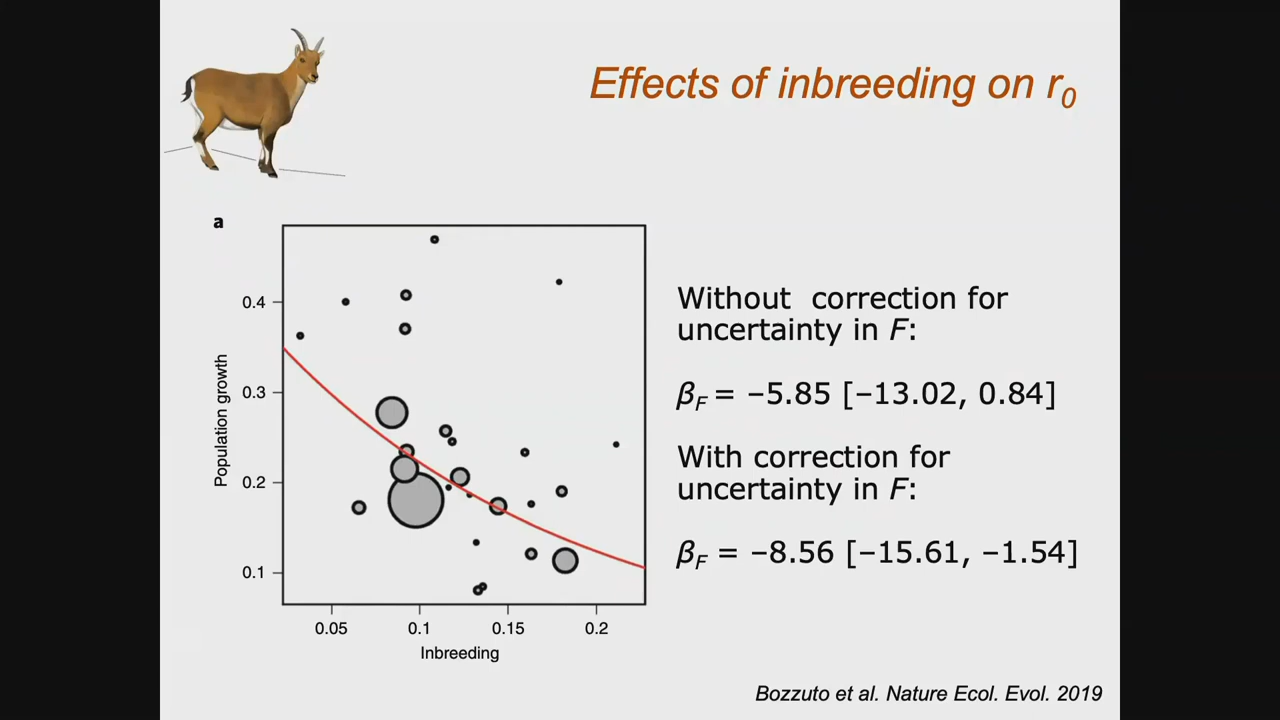 Effects of inbreeding on r0
a
0.4
0.3
0.2
0.1
Population growth
0.05 0.1 0.15 0.2
Inbreeding
Without correction for
uncertainty in F:
βF = –5.85 [–13.02, 0.84]
With correction for
uncertainty in F:
βF = –8.56 [–15.61, –1.54]
Bozzuto et al. Nature Ecol. Evol. 2019